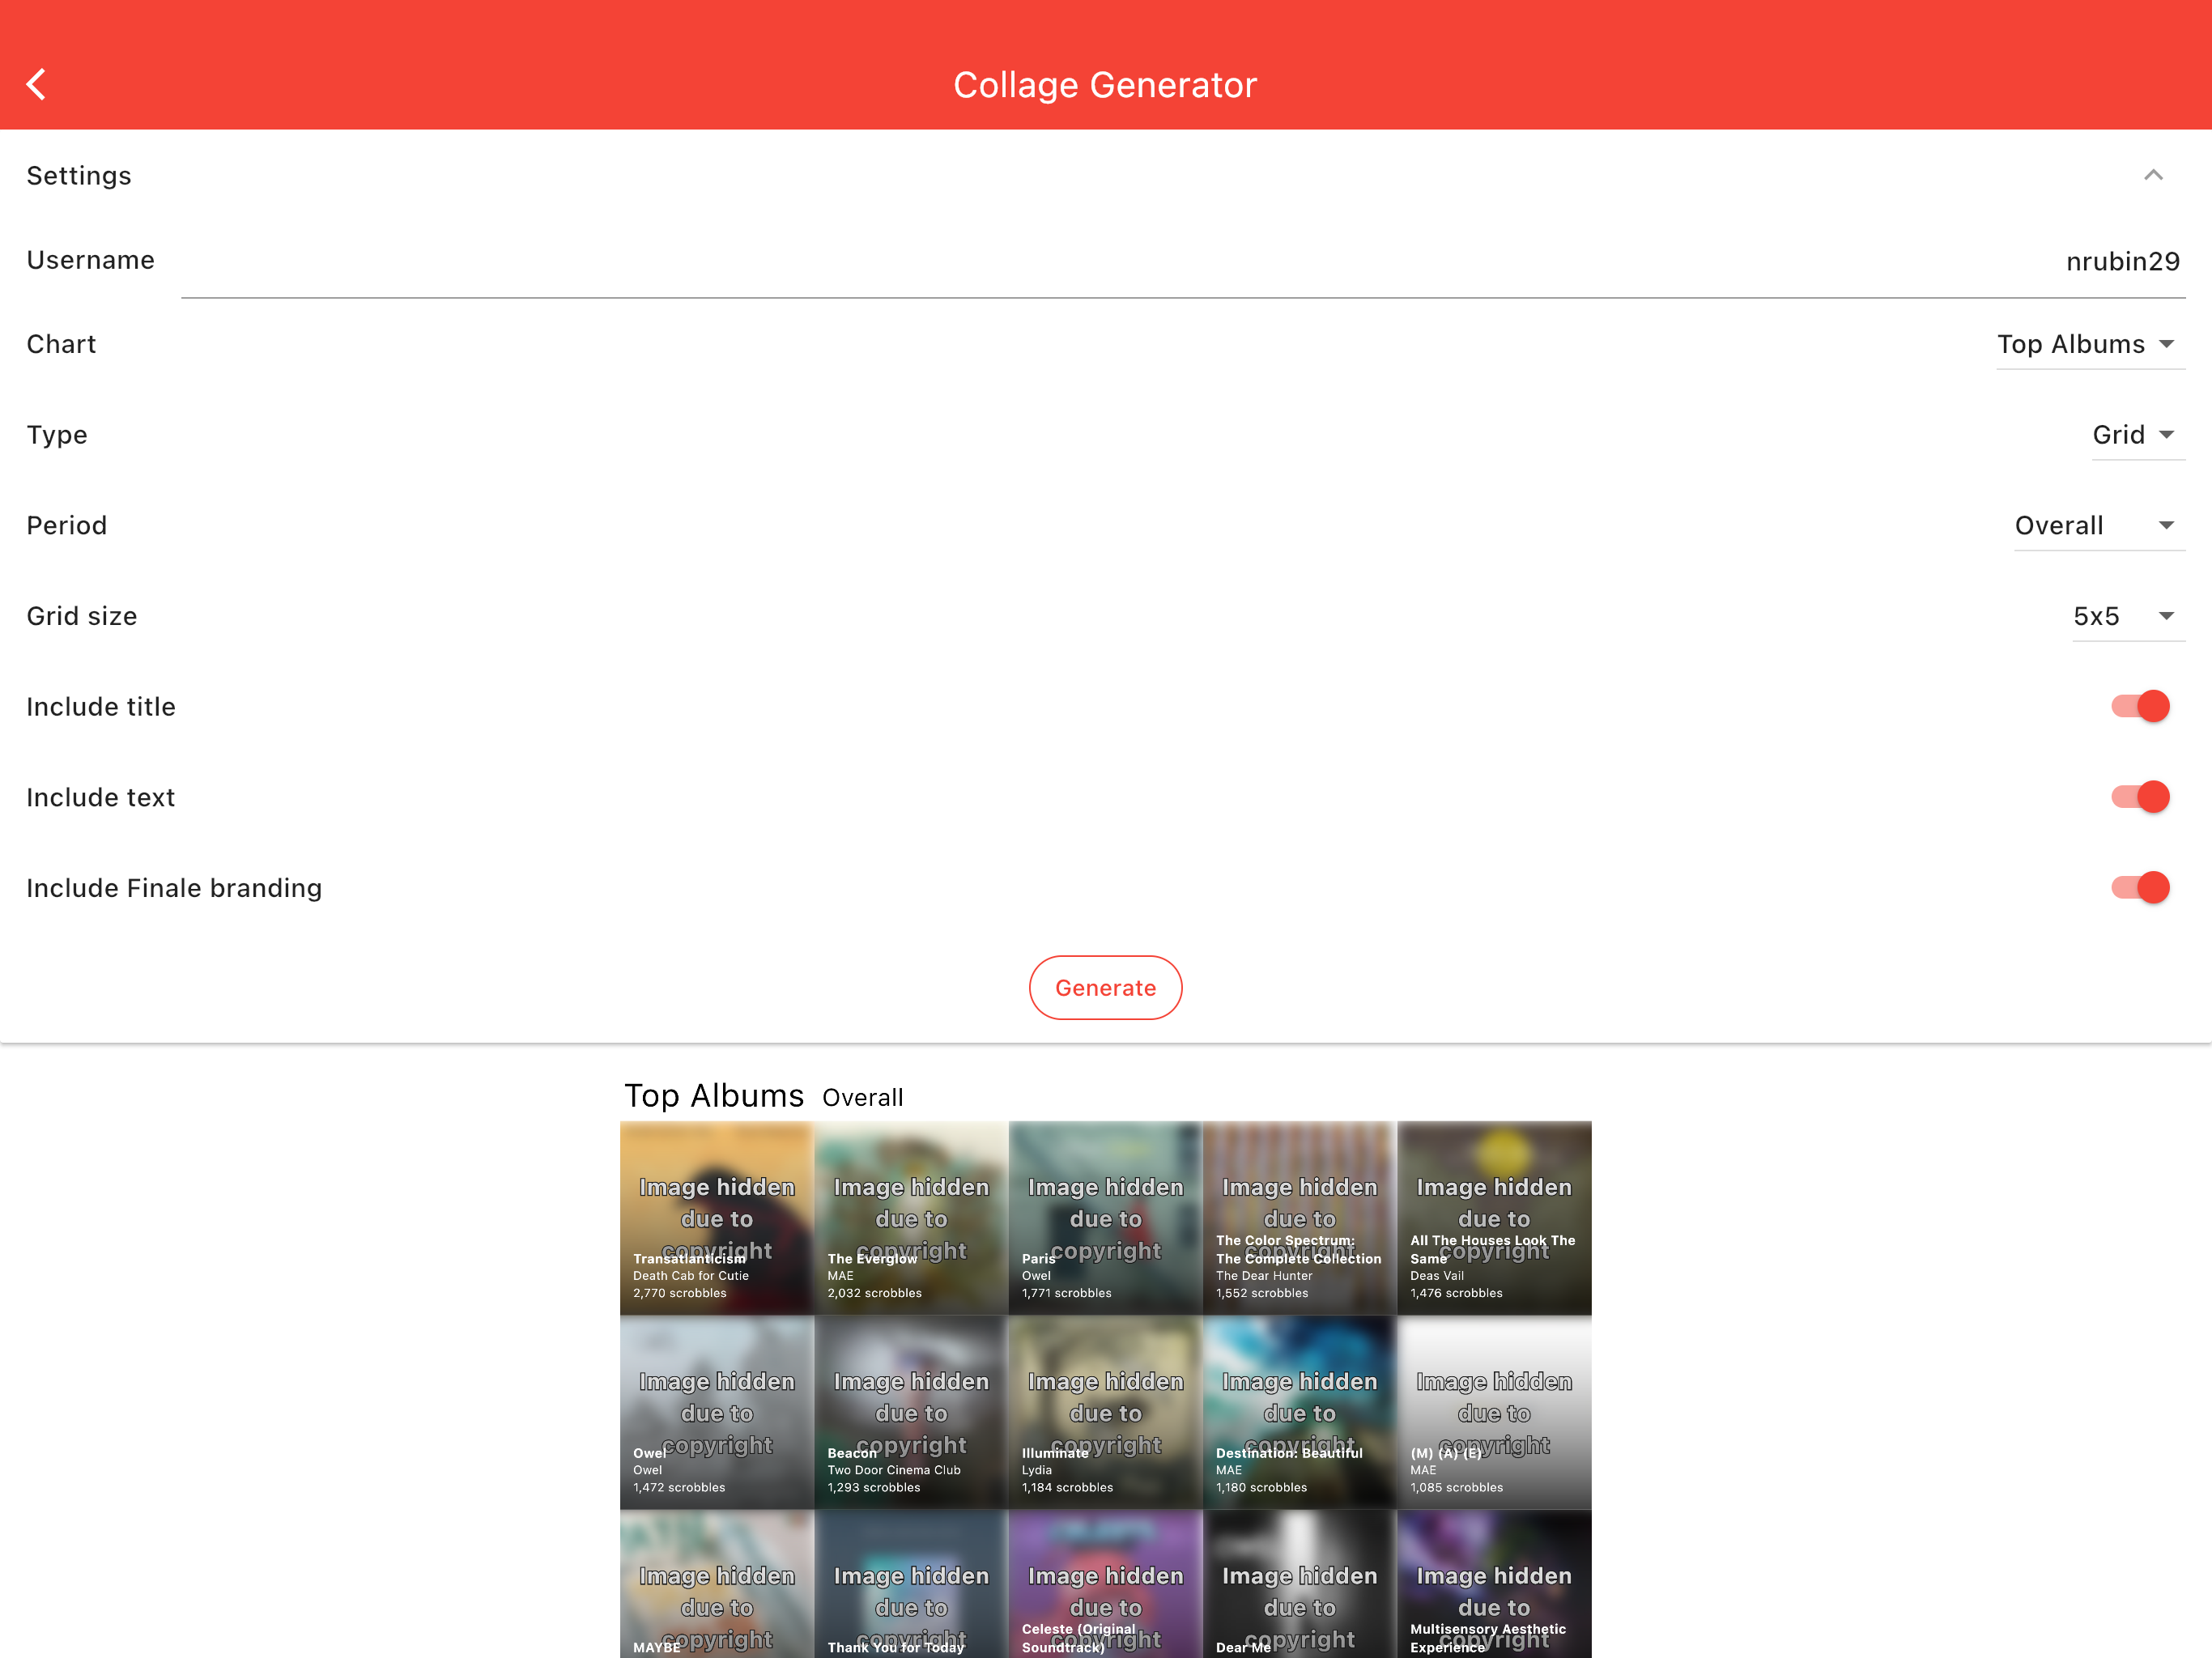 Collage Generator
Settings
Username nrubin29
Chart Top Albums
Type Grid
Period Overall
Grid size 5x5
Include title
Include text
Include Finale branding
Generate
Top Albums Overall
Image hidden due to copyright
Transatlanticism
Death Cab for Cutie
2,770 scrobbles
Image hidden due to copyright
The Everglow
MAE
2,032 scrobbles
Image hidden due to copyright
Paris
Owel
1,771 scrobbles
Image hidden due to copyright
The Color Spectrum:
The Complete Collection
The Dear Hunter
1,552 scrobbles
Image hidden due to copyright
All The Houses Look The
Same
Deas Vail
1,476 scrobbles
Image hidden due to copyright
Owel
Owel
1,472 scrobbles
Image hidden due to copyright
Beacon
Two Door Cinema Club
1,293 scrobbles
Image hidden due to copyright
Illuminate
Lydia
1,184 scrobbles
Image hidden due to copyright
Destination: Beautiful
MAE
1,180 scrobbles
Image hidden due to copyright
(M) (A) (E)
MAE
1,085 scrobbles
Image hidden due to copyright
MAYBE
Image hidden due to copyright
Thank You for Today
Image hidden due to copyright
Celeste (Original
Soundtrack)
Image hidden due to copyright
Dear Me
Image hidden due to copyright
Multisensory Aesthetic
Experience